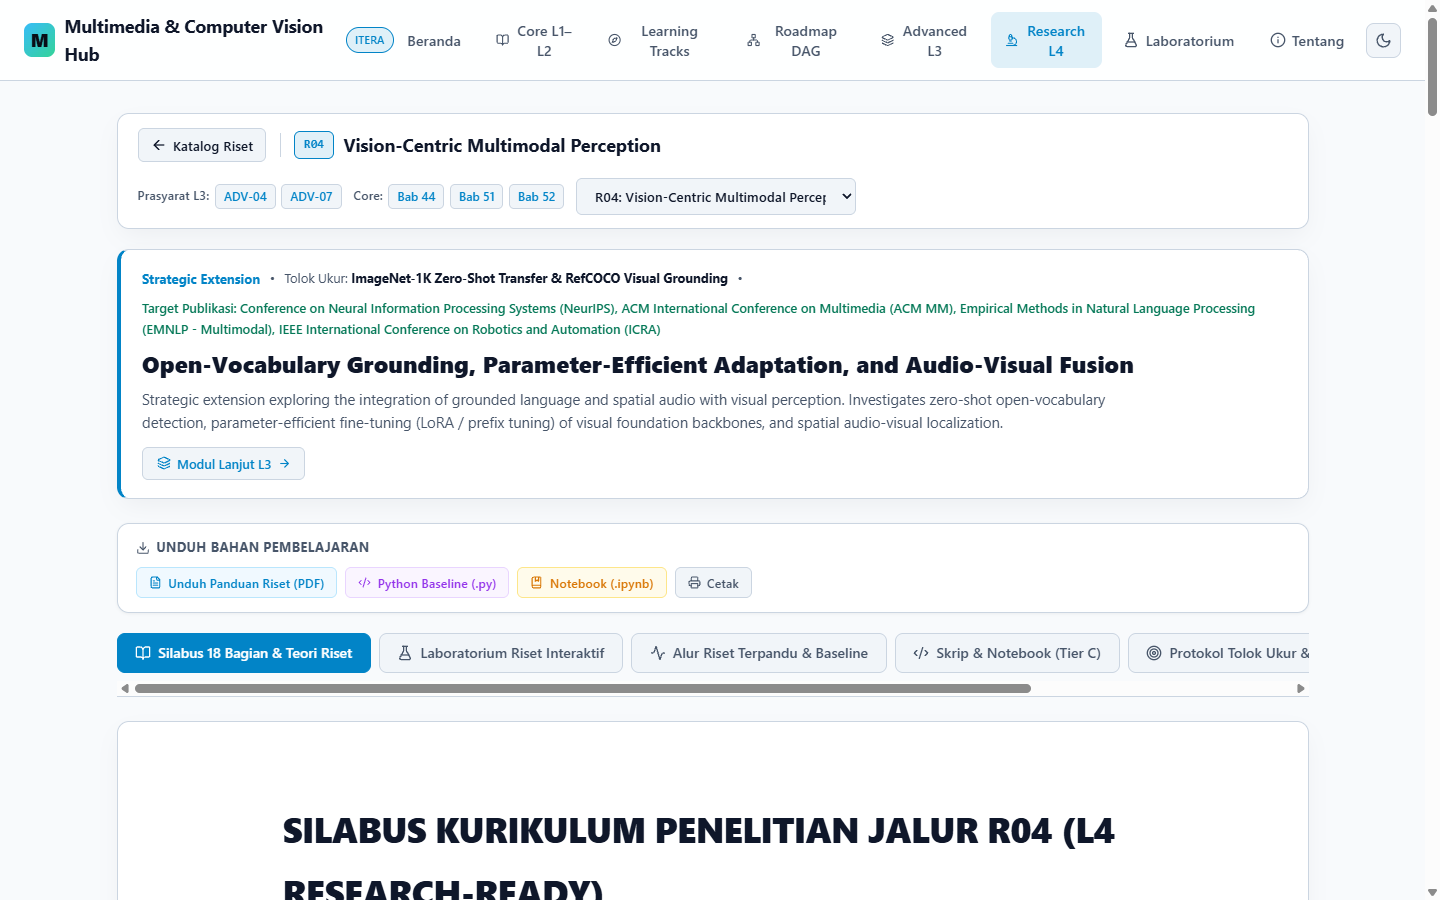 M
Multimedia & Computer Vision
Hub
ITERA
Beranda
Core L1–
L2
Learning
Tracks
Roadmap
DAG
Advanced
L3
Research
L4
Laboratorium
Tentang
Katalog Riset
R04
Vision-Centric Multimodal Perception
Prasyarat L3: ADV-04 ADV-07 Core: Bab 44 Bab 51 Bab 52
R04: Vision-Centric Multimodal Percep
Strategic Extension • Tolok Ukur: ImageNet-1K Zero-Shot Transfer & RefCOCO Visual Grounding •
Target Publikasi: Conference on Neural Information Processing Systems (NeurIPS), ACM International Conference on Multimedia (ACM MM), Empirical Methods in Natural Language Processing
(EMNLP - Multimodal), IEEE International Conference on Robotics and Automation (ICRA)
Open-Vocabulary Grounding, Parameter-Efficient Adaptation, and Audio-Visual Fusion
Strategic extension exploring the integration of grounded language and spatial audio with visual perception. Investigates zero-shot open-vocabulary
detection, parameter-efficient fine-tuning (LoRA / prefix tuning) of visual foundation backbones, and spatial audio-visual localization.
Modul Lanjut L3
UNDUH BAHAN PEMBELAJARAN
Unduh Panduan Riset (PDF)
Python Baseline (.py)
Notebook (.ipynb)
Cetak
Silabus 18 Bagian & Teori Riset
Laboratorium Riset Interaktif
Alur Riset Terpandu & Baseline
Skrip & Notebook (Tier C)
Protokol Tolok Ukur &
SILABUS KURIKULUM PENELITIAN JALUR R04 (L4
RESEARCH-READY)